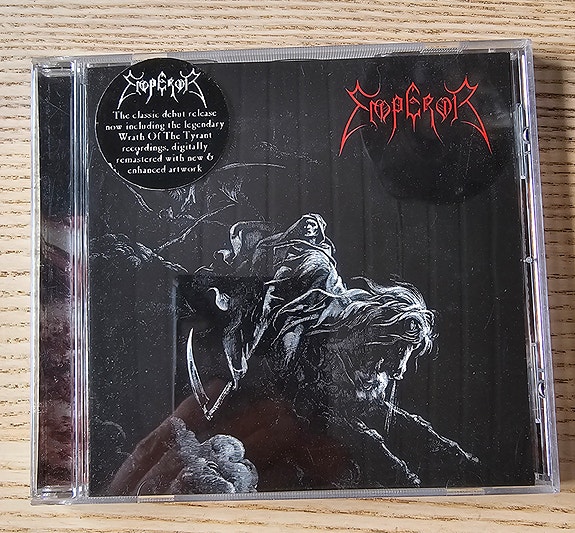 EMPEROR
The classic debut release
now including the legendary
Wrath Of The Tyrant
recordings, digitally
remastered with new &
enhanced artwork
EMPEROR